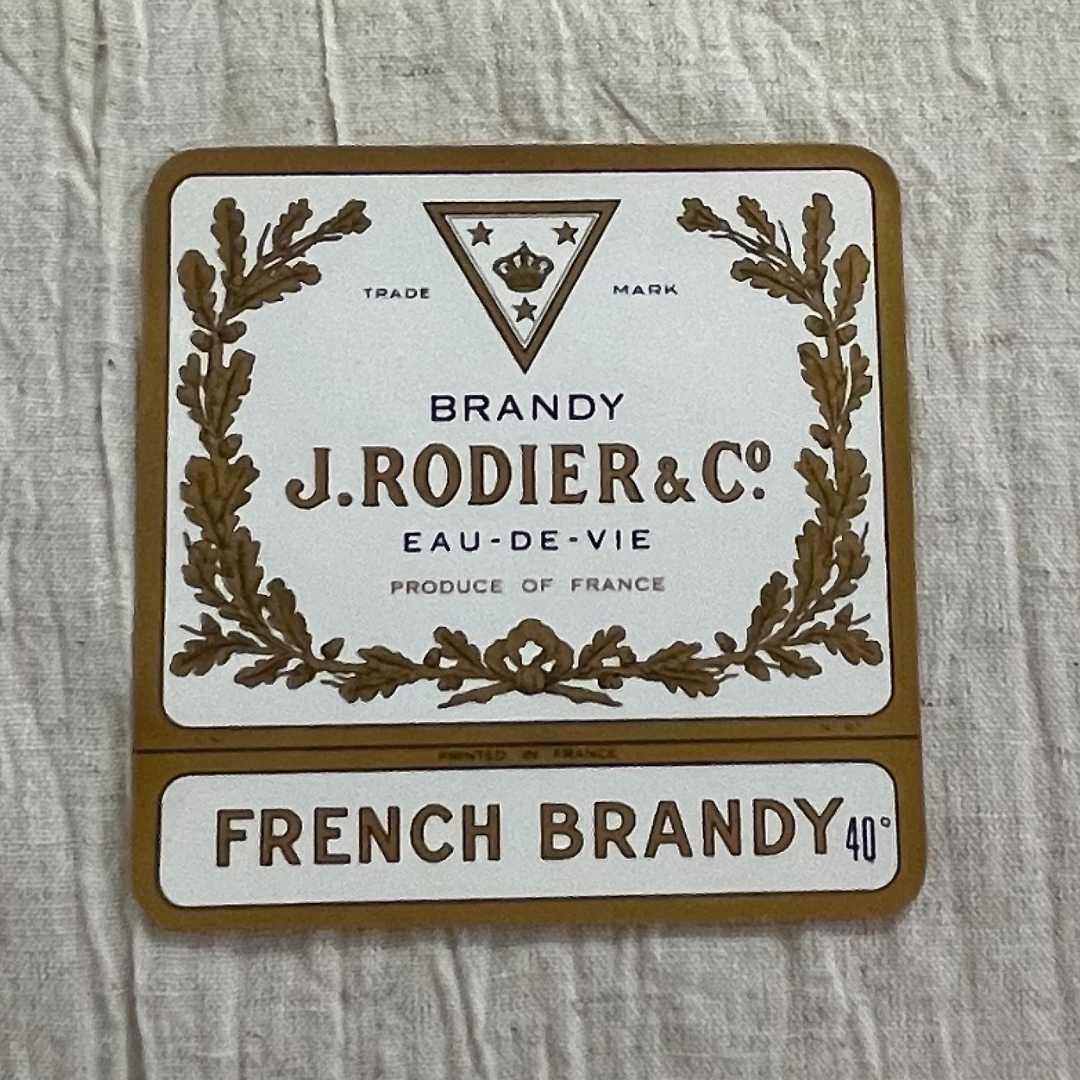 TRADE MARK
BRANDY
J. RODIER & Cº.
EAU-DE-VIE
PRODUCE OF FRANCE
PRINTED IN FRANCE
FRENCH BRANDY 40°